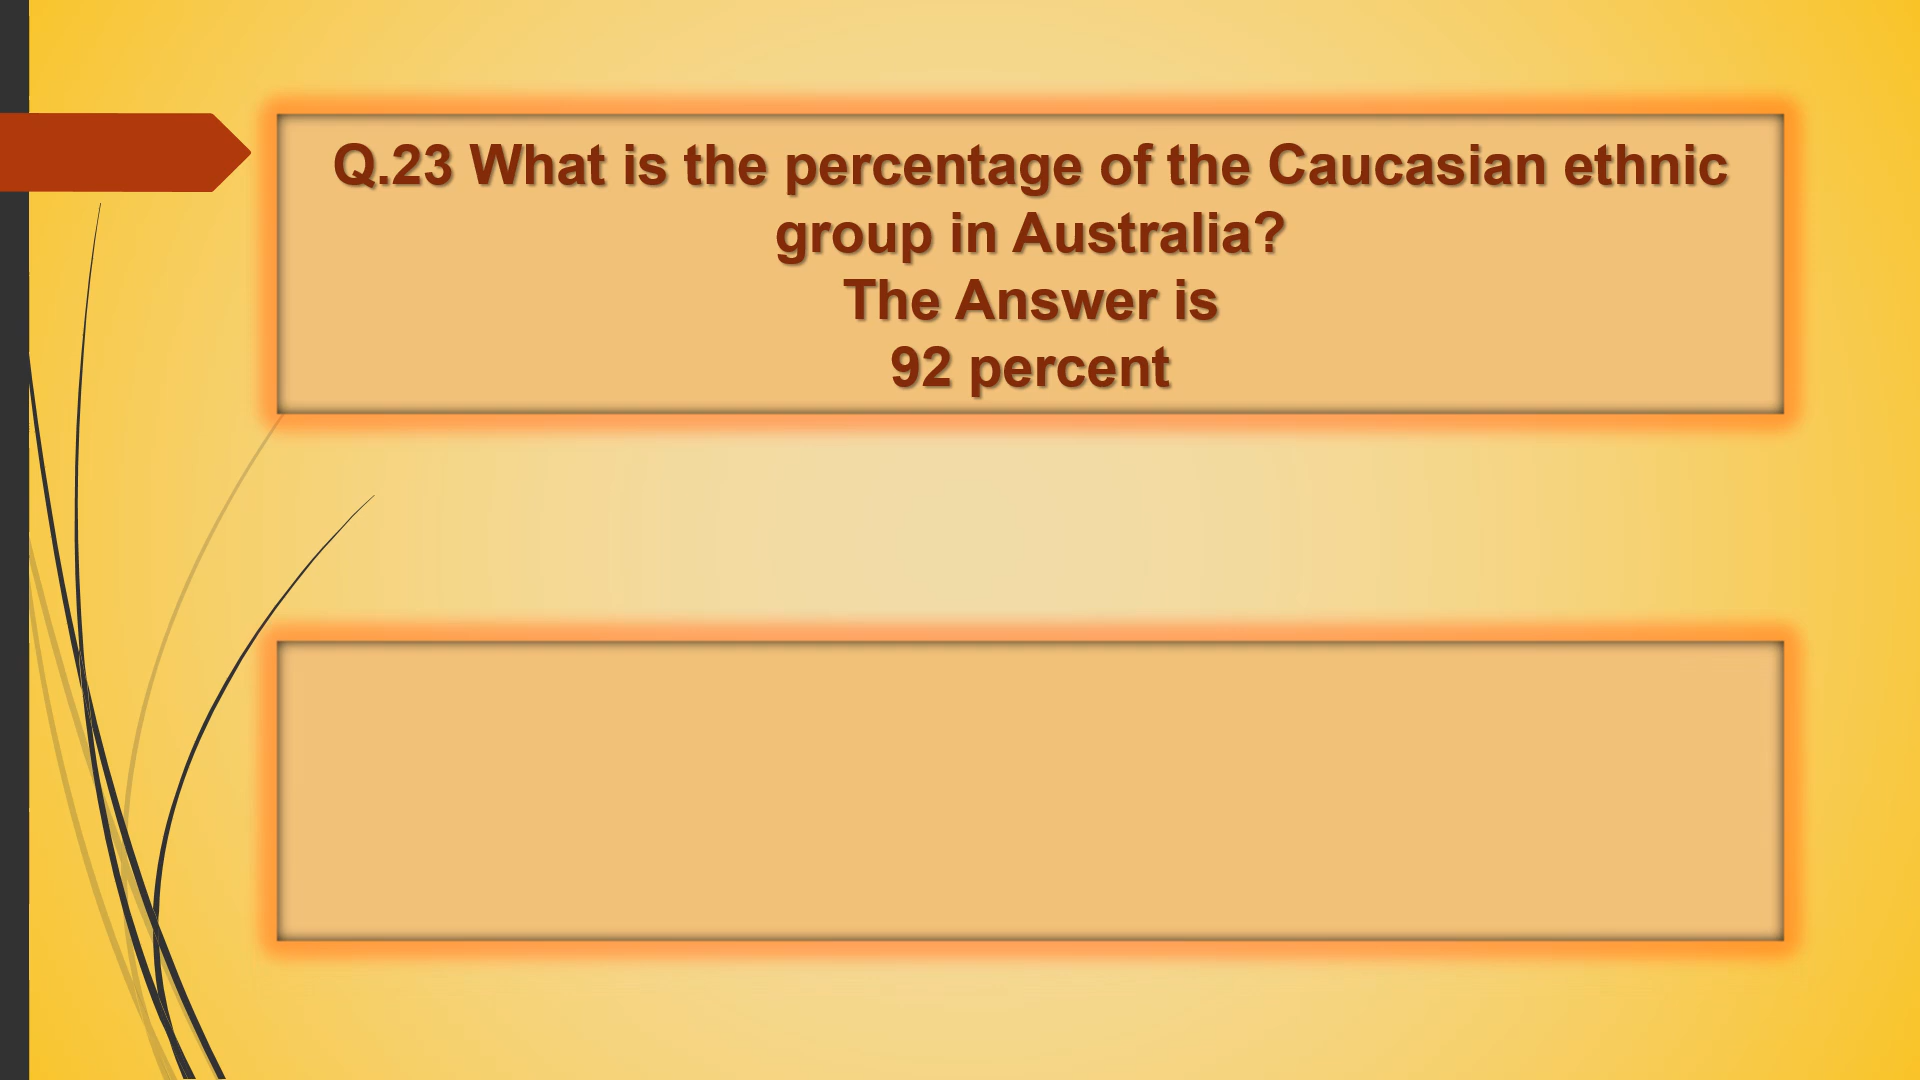 Q.23 What is the percentage of the Caucasian ethnic
group in Australia?
The Answer is
92 percent